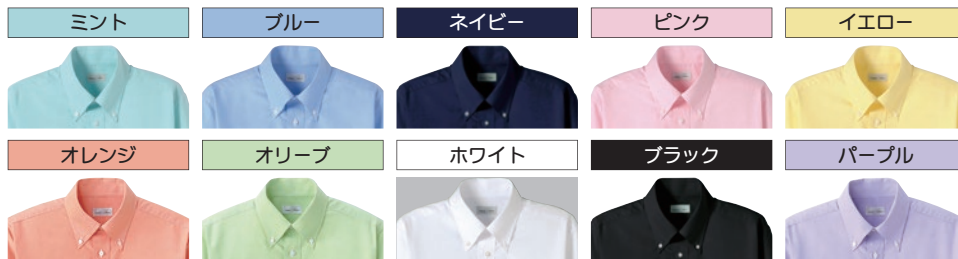 ミント
ブルー
ネイビー
ピンク
イエロー
オレンジ
オリーブ
ホワイト
ブラック
パープル